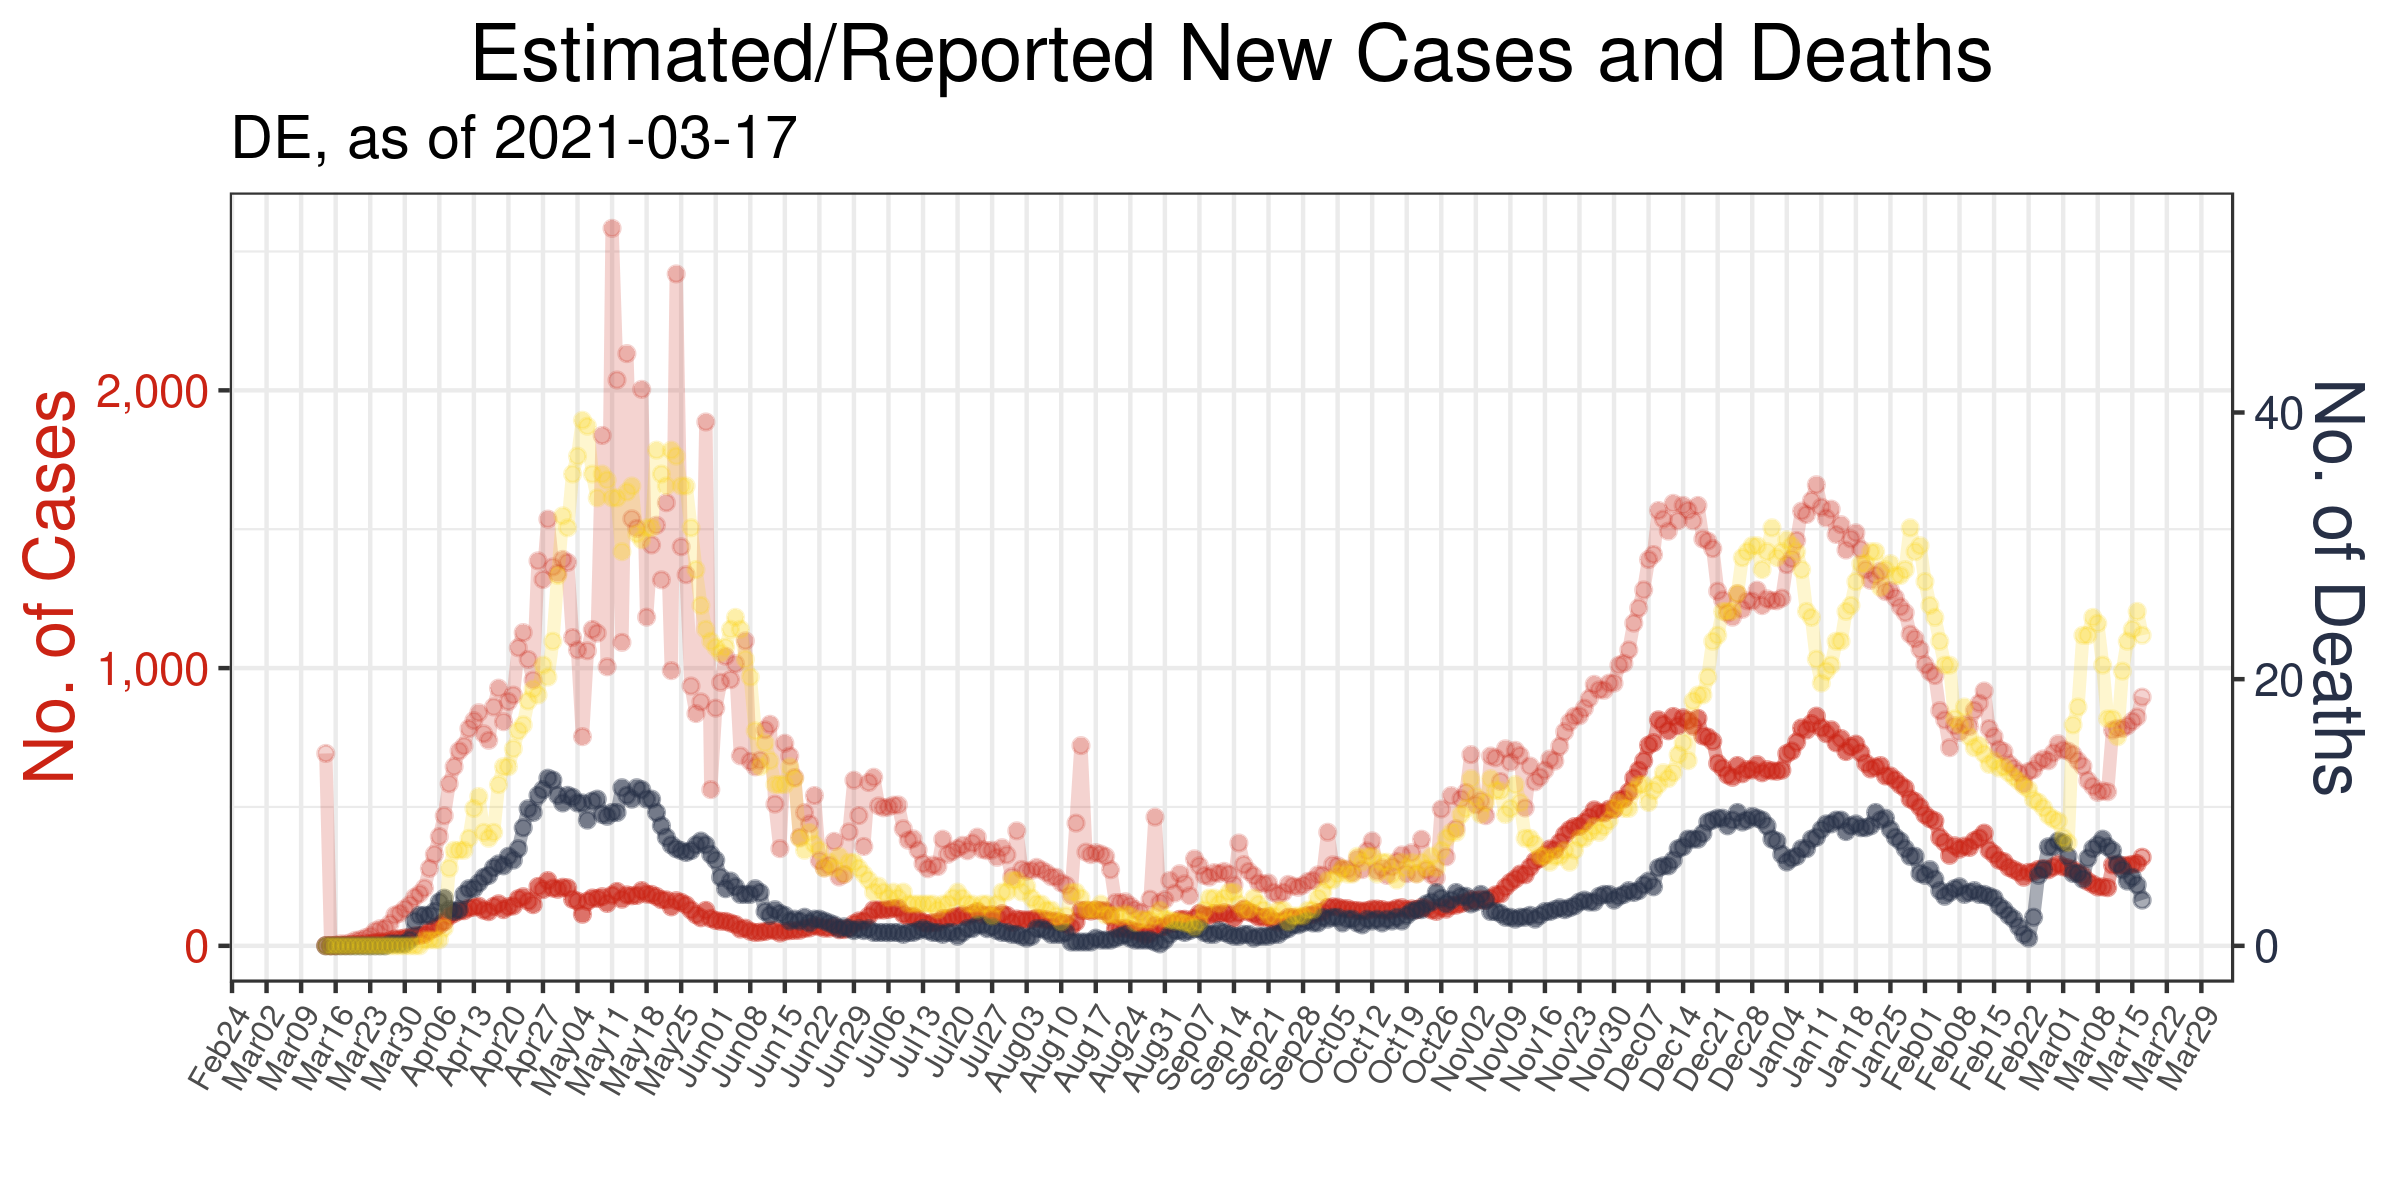 Estimated/Reported New Cases and Deaths
DE, as of 2021-03-17
No. of Cases
2,000
1,000
0
No. of Deaths
40
20
0
Feb24
Mar02
Mar09
Mar16
Mar23
Mar30
Apr06
Apr13
Apr20
Apr27
May04
May11
May18
May25
Jun01
Jun08
Jun15
Jun22
Jun29
Jul06
Jul13
Jul20
Jul27
Aug03
Aug10
Aug17
Aug24
Aug31
Sep07
Sep14
Sep21
Sep28
Oct05
Oct12
Oct19
Oct26
Nov02
Nov09
Nov16
Nov23
Nov30
Dec07
Dec14
Dec21
Dec28
Jan04
Jan11
Jan18
Jan25
Feb01
Feb08
Feb15
Feb22
Mar01
Mar08
Mar15
Mar22
Mar29